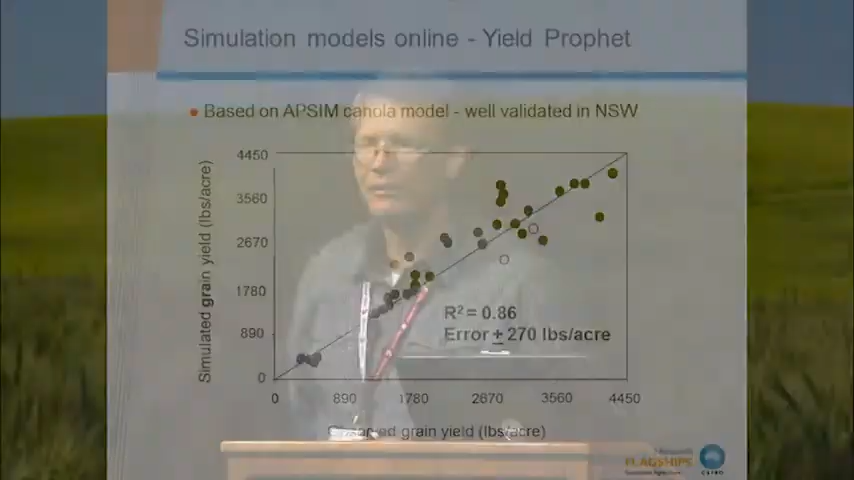 Simulation models online - Yield Prophet
Based on APSIM canola model - well validated in NSW
Simulated grain yield (lbs/acre)
4450
3560
2670
1780
890
0
R² = 0.86
Error ± 270 lbs/acre
0 890 1780 2670 3560 4450
grain yield (lbs/acre)
FLAGSHIPS
CSIRO